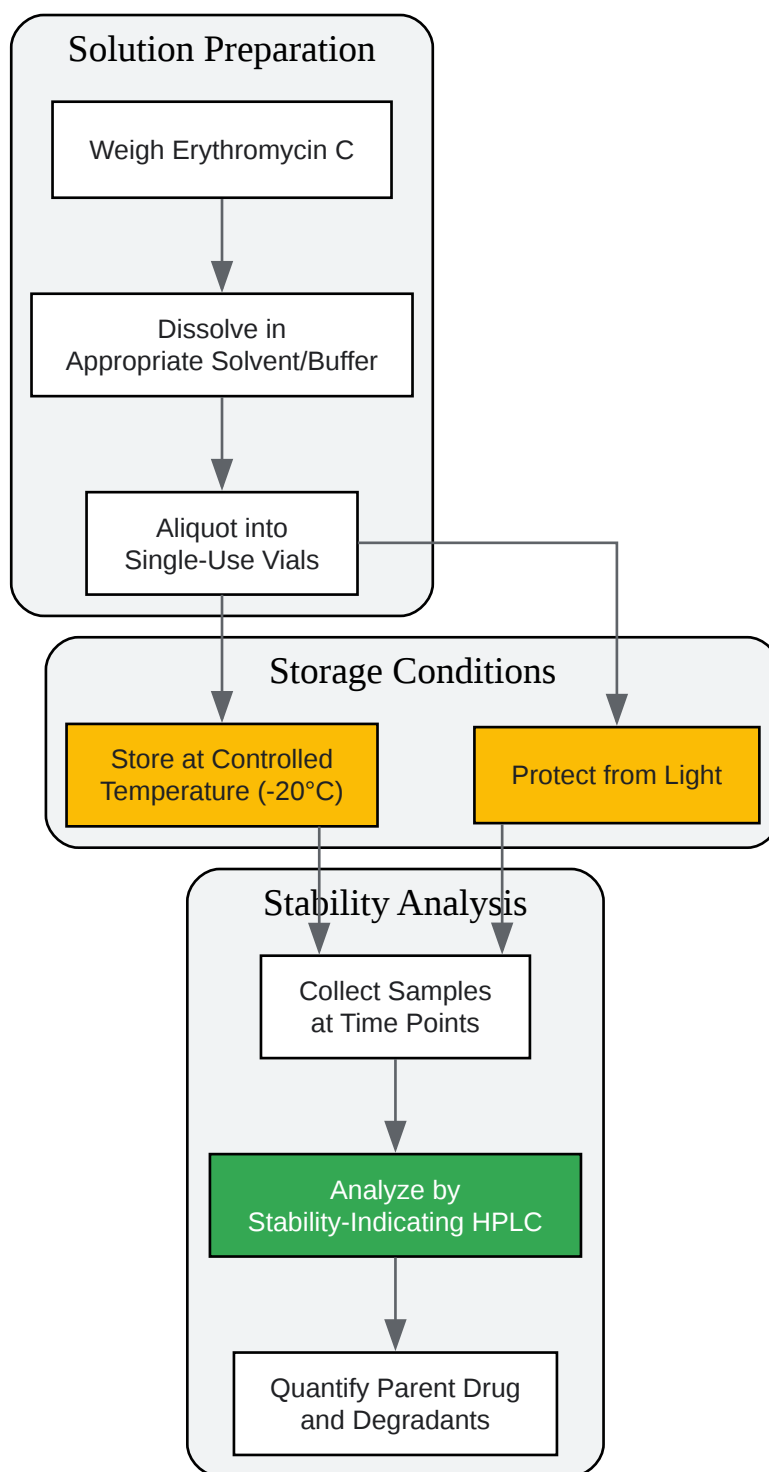 Solution Preparation
Weigh Erythromycin C
Dissolve in
Appropriate Solvent/Buffer
Aliquot into
Single-Use Vials
Storage Conditions
Store at Controlled
Temperature (-20°C)
Protect from Light
Stability Analysis
Collect Samples
at Time Points
Analyze by
Stability-Indicating HPLC
Quantify Parent Drug
and Degradants